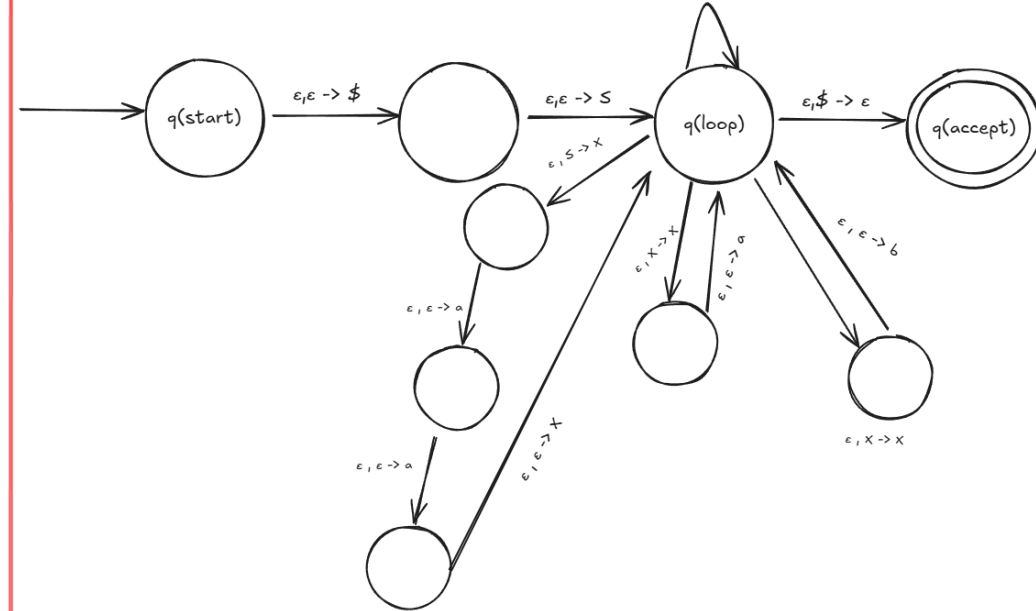 ε,ε -> $
ε,ε -> S
ε,$ -> ε
q(start)
q(loop)
q(accept)
ε, S -> X
ε, X -> X
ε, ε -> a
ε, ε -> b
ε, ε -> a
ε, ε -> X
ε, X -> X
ε, ε -> a